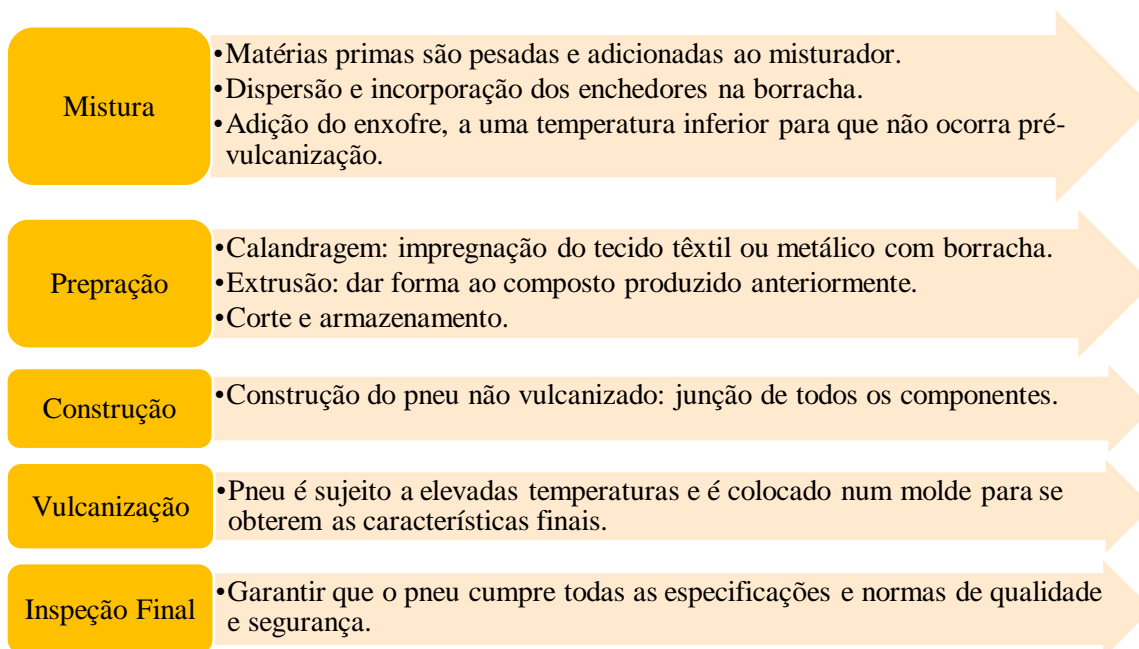 Mistura
•Matérias primas são pesadas e adicionadas ao misturador.
•Dispersão e incorporação dos enchedores na borracha.
•Adição do enxofre, a uma temperatura inferior para que não ocorra pré-
vulcanização.
Prepração
•Calandragem: impregnação do tecido têxtil ou metálico com borracha.
•Extrusão: dar forma ao composto produzido anteriormente.
•Corte e armazenamento.
Construção
•Construção do pneu não vulcanizado: junção de todos os componentes.
Vulcanização
•Pneu é sujeito a elevadas temperaturas e é colocado num molde para se
obterem as características finais.
Inspeção Final
•Garantir que o pneu cumpre todas as especificações e normas de qualidade
e segurança.